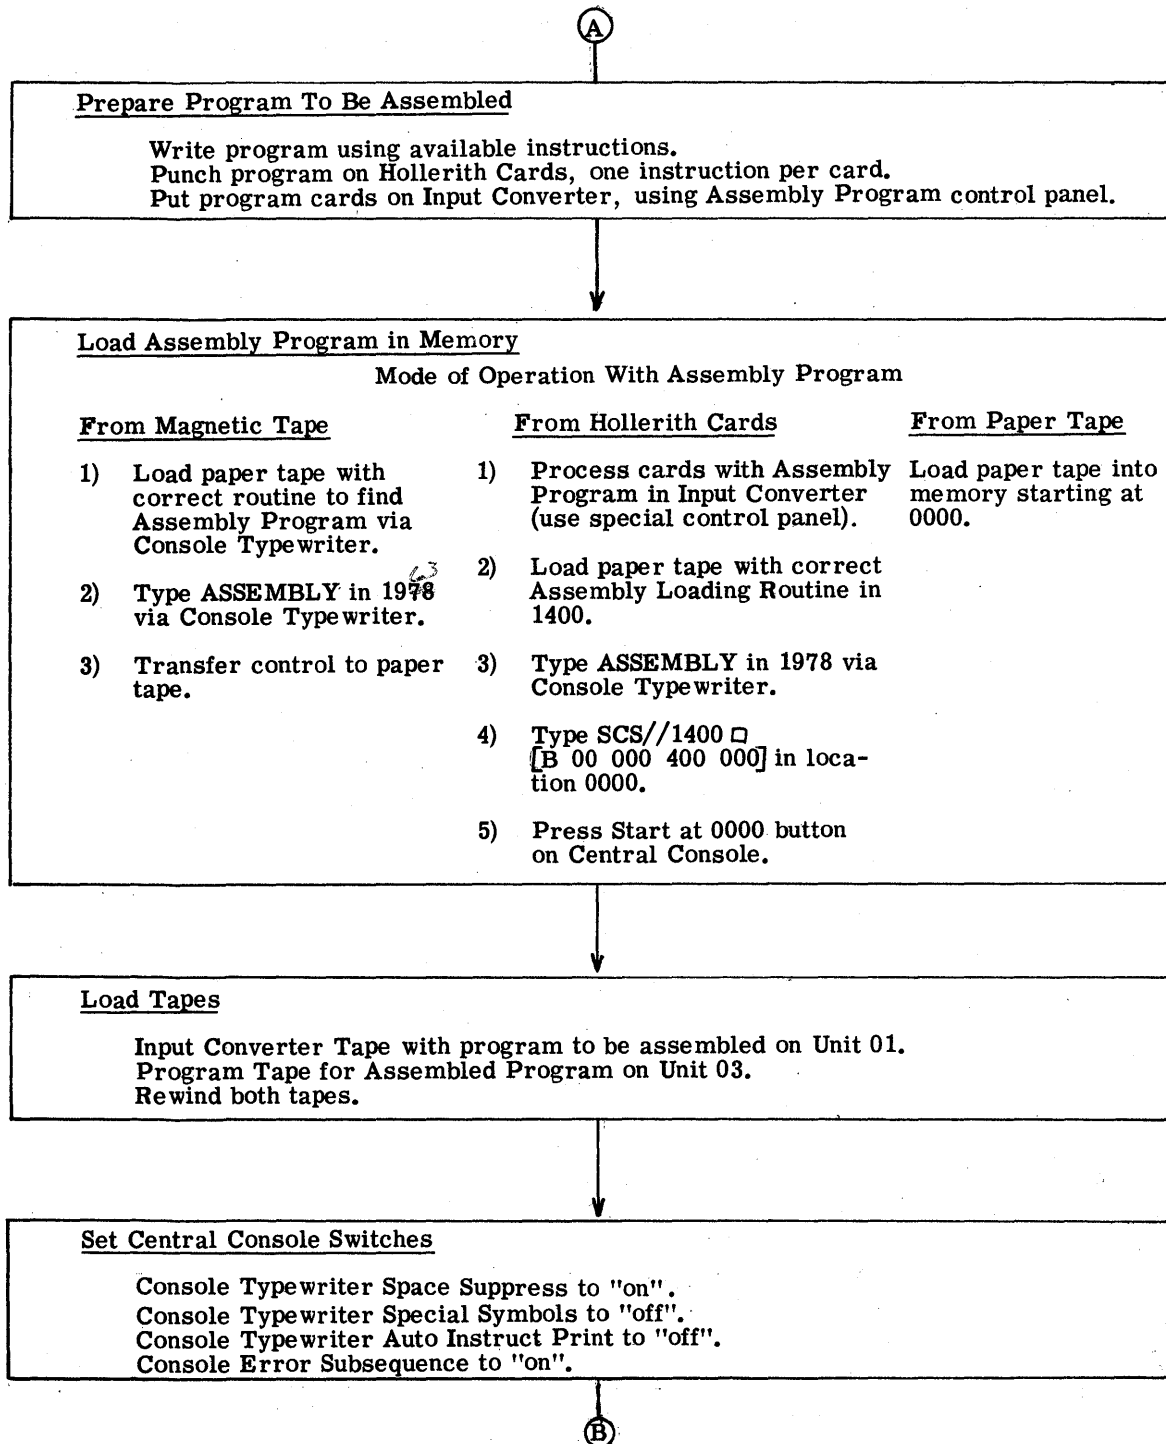 A
Prepare Program To Be Assembled
Write program using available instructions.
Punch program on Hollerith Cards, one instruction per card.
Put program cards on Input Converter, using Assembly Program control panel.
Load Assembly Program in Memory
Mode of Operation With Assembly Program
From Magnetic Tape
1) Load paper tape with
correct routine to find
Assembly Program via
Console Typewriter.
63
2) Type ASSEMBLY in 1978
via Console Typewriter.
3) Transfer control to paper
tape.
From Hollerith Cards
1) Process cards with Assembly
Program in Input Converter
(use special control panel).
2) Load paper tape with correct
Assembly Loading Routine in
1400.
3) Type ASSEMBLY in 1978 via
Console Typewriter.
4) Type SCS//1400 □
[B 00 000 400 000] in loca-
tion 0000.
5) Press Start at 0000 button
on Central Console.
From Paper Tape
Load paper tape into
memory starting at
0000.
Load Tapes
Input Converter Tape with program to be assembled on Unit 01.
Program Tape for Assembled Program on Unit 03.
Rewind both tapes.
Set Central Console Switches
Console Typewriter Space Suppress to "on".
Console Typewriter Special Symbols to "off".
Console Typewriter Auto Instruct Print to "off".
Console Error Subsequence to "on".
B